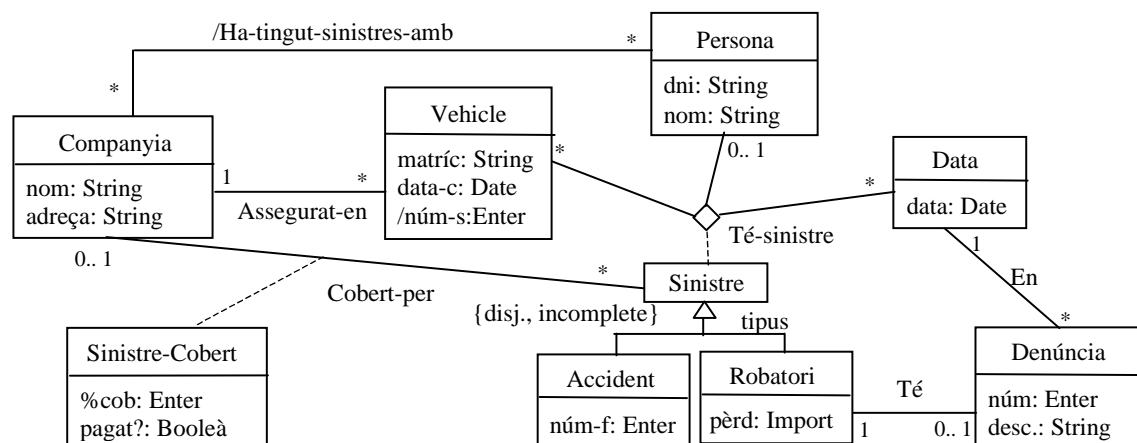 /Ha-tingut-sinistres-amb
*
*
Persona
dni: String
nom: String
0.. 1
Vehicle
matríc: String
data-c: Date
/núm-s:Enter
*
Companyia
nom: String
adreça: String
1
*
Assegurat-en
0.. 1
Data
data: Date
*
1
Té-sinistre
En
*
Cobert-per
*
Sinistre
{disj., incomplete}
tipus
Sinistre-Cobert
%cob: Enter
pagat?: Booleà
Accident
núm-f: Enter
Robatori
pèrd: Import
Té
1
0.. 1
Denúncia
núm: Enter
desc.: String